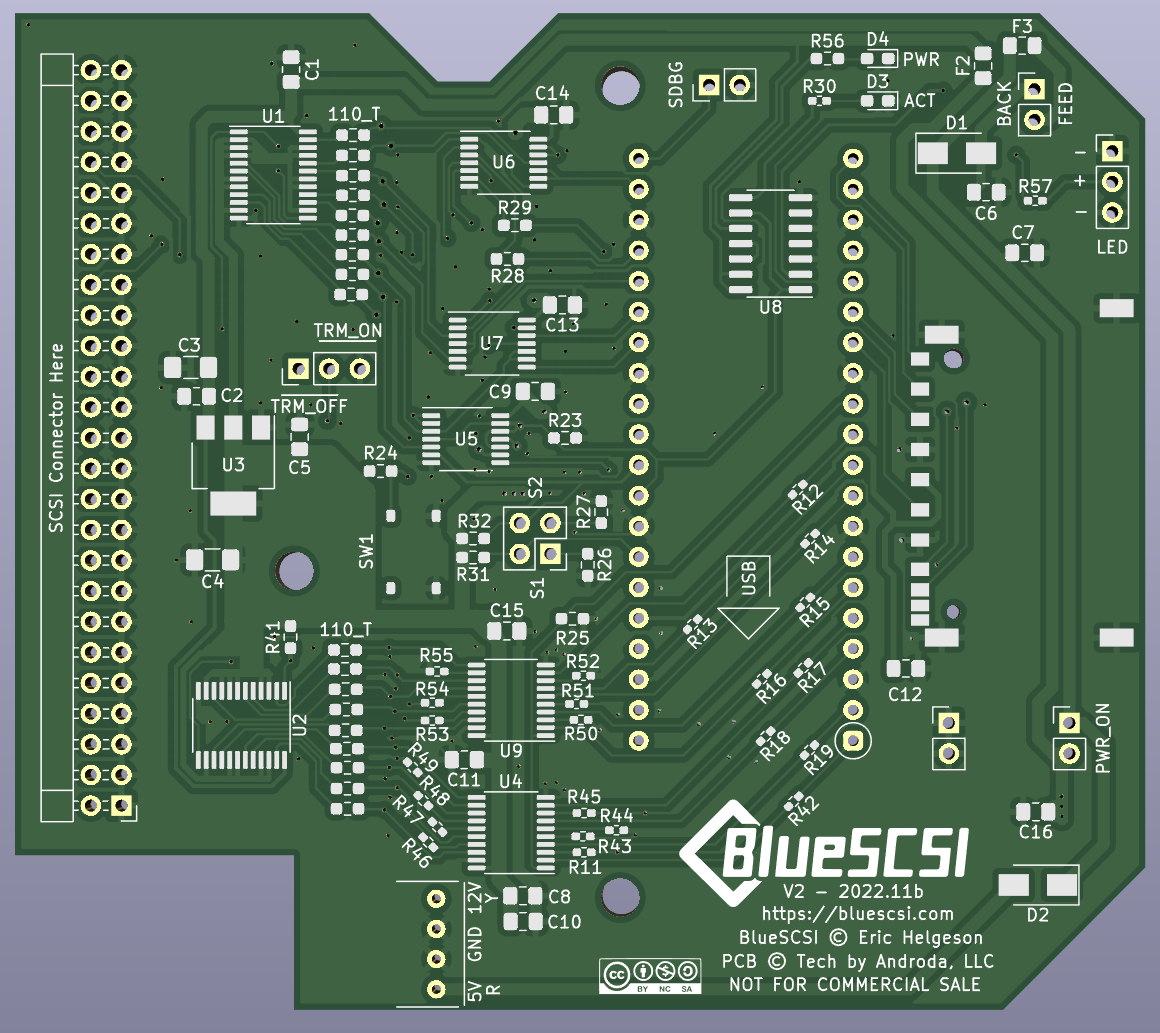 F3
R56
D4
PWR
F2
C1
SDBG
R30
D3
ACT
BACK
FEED
C14
U1
110_T
D1
U6
R57
C6
R29
C7
LED
R28
U8
C13
TRM_ON
U7
C3
C9
C2
TRM_OFF
R23
U5
SCSI Connector Here
U3
C5
R24
S2
R12
R27
R32
SW1
R14
R31
R26
USB
S1
C15
R15
110_T
R41
R25
R13
R55
R52
R17
R54
R51
R16
C12
U2
R53
R50
R18
PWR_ON
U9
R19
R49
C11
U4
R48
R45
R42
R47
R44
C16
R43
R46
R11
BlueSCSI
12V
Y
C8
V2 - 2022.11b
D2
C10
https://bluescsi.com
GND
BlueSCSI © Eric Helgeson
PCB © Tech by Androda, LLC
5V
R
cc BY NC SA
NOT FOR COMMERCIAL SALE
C4
- + -